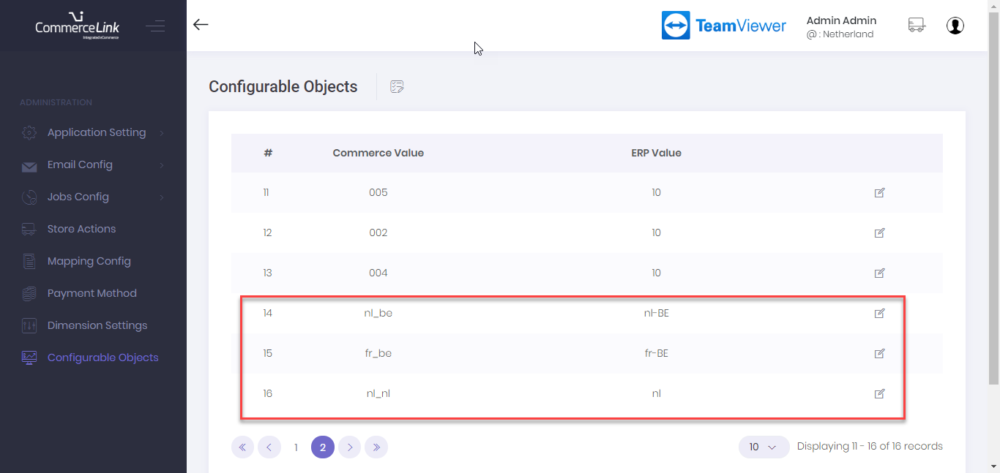 CommerceLink
Integrated eCommerce
TeamViewer
Admin Admin
@ : Netherland
ADMINISTRATION
Application Setting
Email Config
Jobs Config
Store Actions
Mapping Config
Payment Method
Dimension Settings
Configurable Objects
Configurable Objects
# Commerce Value ERP Value
11 005 10
12 002 10
13 004 10
14 nl_be nl-BE
15 fr_be fr-BE
16 nl_nl nl
« < 1 2 > »
10 Displaying 11 - 16 of 16 records